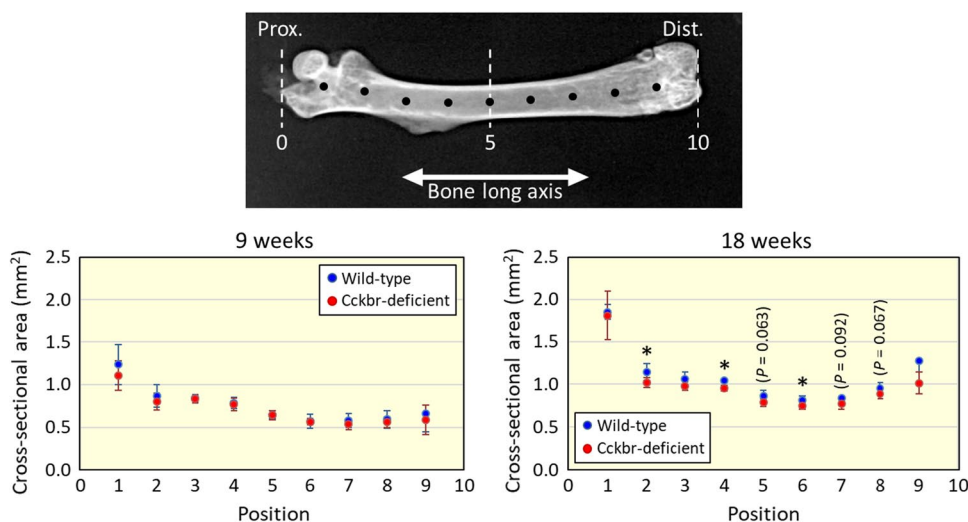 Prox. Dist.
0 5 10
Bone long axis
9 weeks
Cross-sectional area (mm²)
2.5
2.0
1.5
1.0
0.5
0.0
Wild-type
Cckbr-deficient
0 1 2 3 4 5 6 7 8 9 10
Position
18 weeks
Cross-sectional area (mm²)
2.5
2.0
1.5
1.0
0.5
0.0
* * (P = 0.063) * (P = 0.092) (P = 0.067)
Wild-type
Cckbr-deficient
0 1 2 3 4 5 6 7 8 9 10
Position